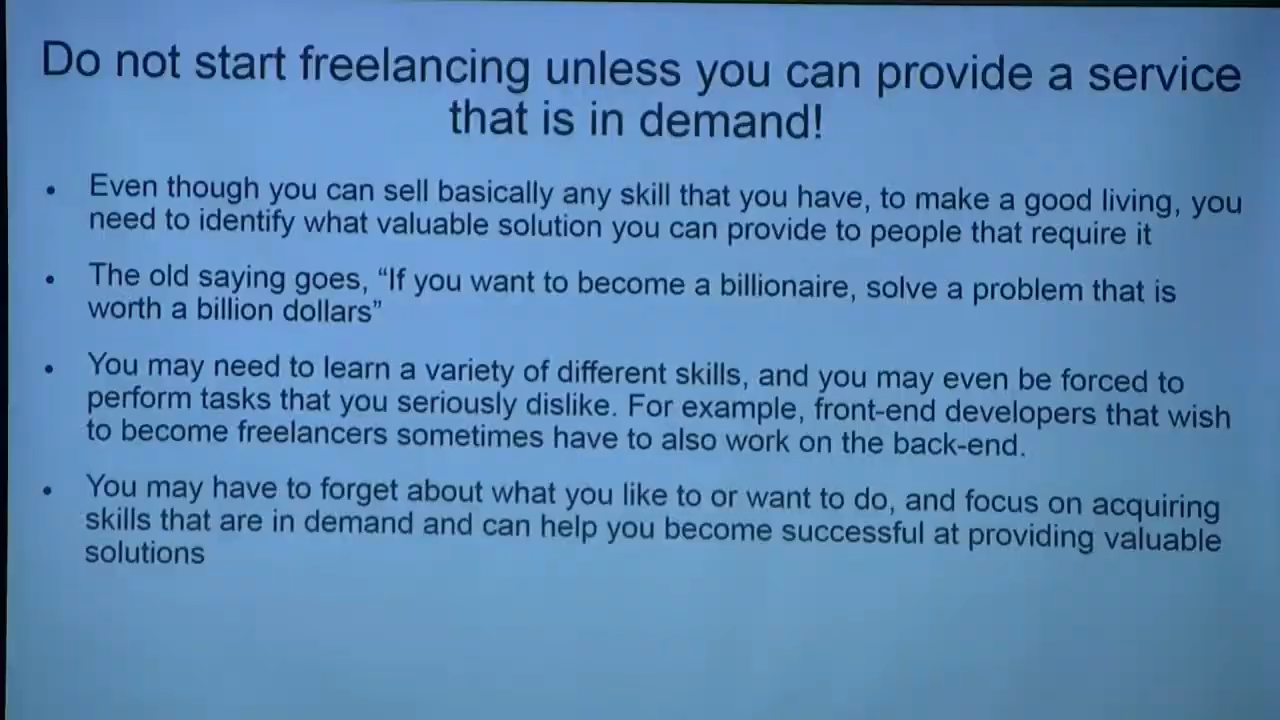 Do not start freelancing unless you can provide a service
that is in demand!
• Even though you can sell basically any skill that you have, to make a good living, you
need to identify what valuable solution you can provide to people that require it
• The old saying goes, “If you want to become a billionaire, solve a problem that is
worth a billion dollars”
• You may need to learn a variety of different skills, and you may even be forced to
perform tasks that you seriously dislike. For example, front-end developers that wish
to become freelancers sometimes have to also work on the back-end.
• You may have to forget about what you like to or want to do, and focus on acquiring
skills that are in demand and can help you become successful at providing valuable
solutions